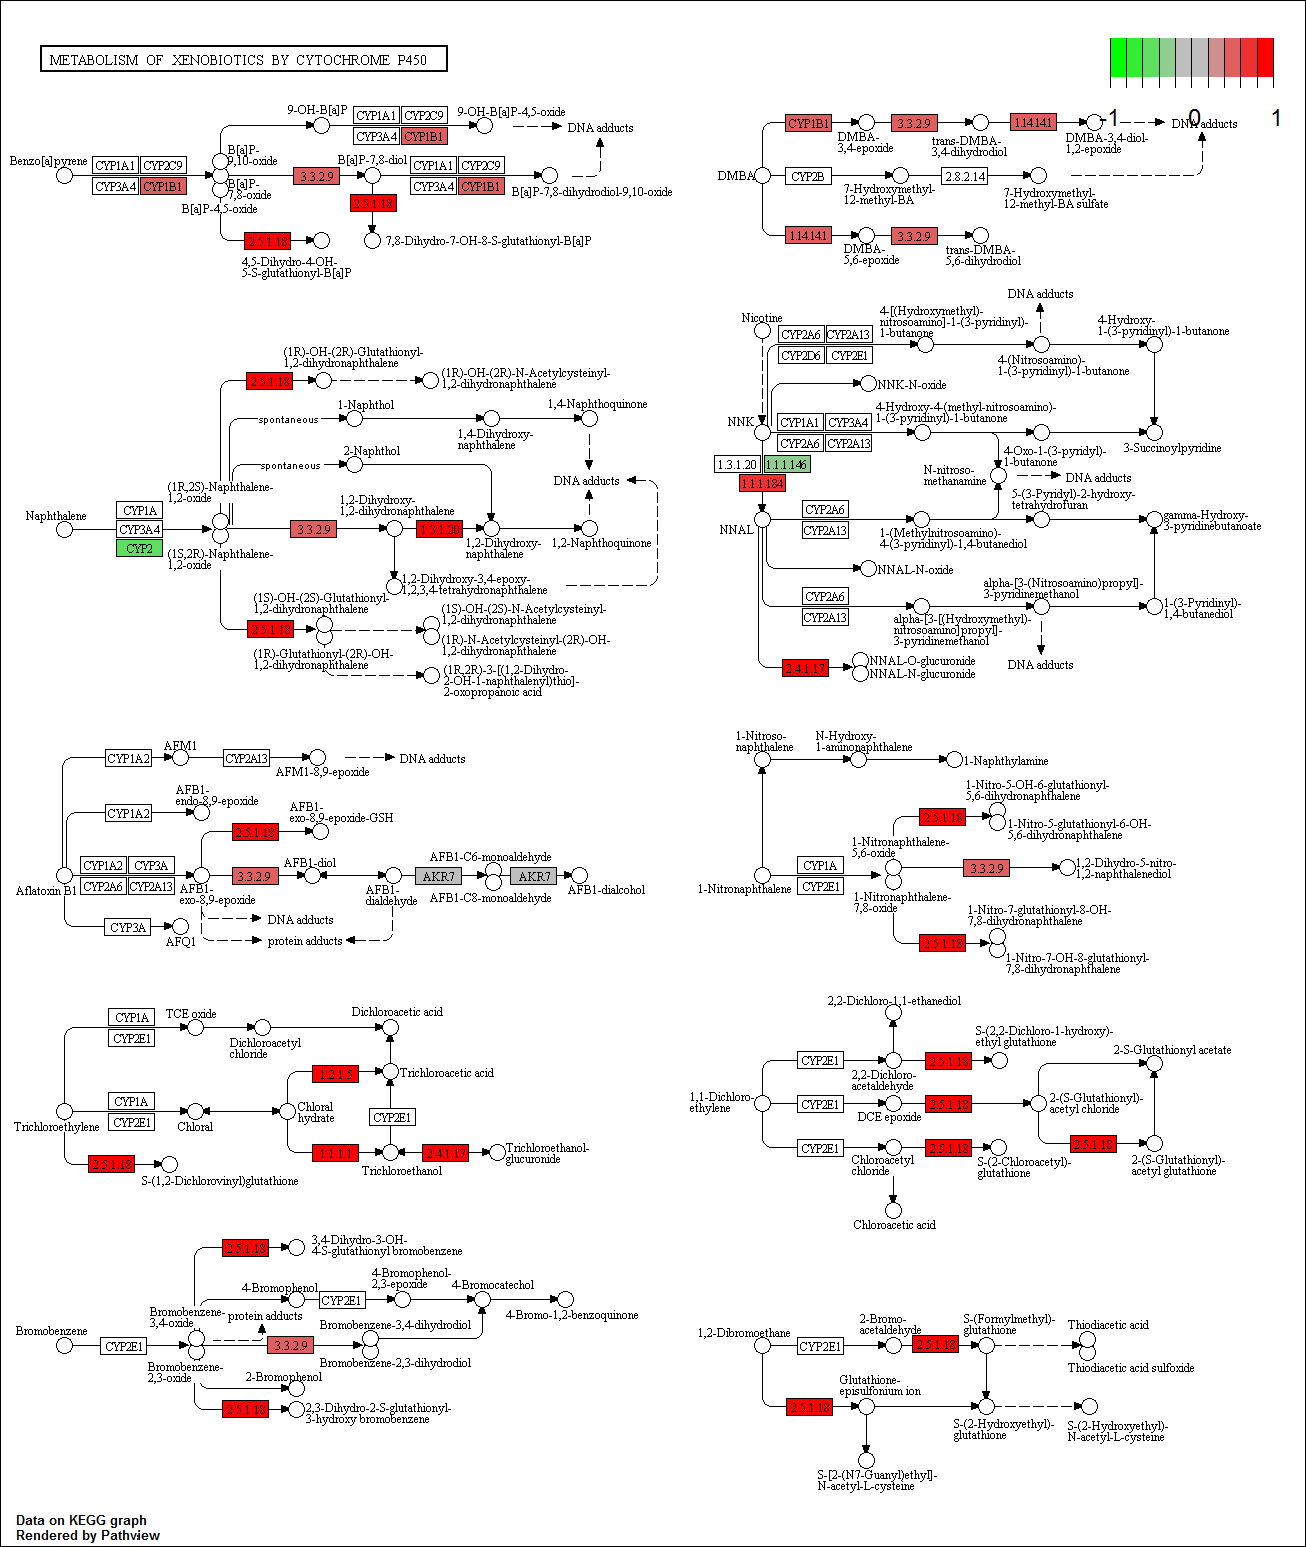 METABOLISM OF XENOBIOTICS BY CYTOCHROME P450
-1
0
1
Benzo[a]pyrene
CYP1A1
CYP2C9
CYP3A4
CYP1B1
9-OH-B[a]P
CYP1A1
CYP2C9
CYP3A4
CYP1B1
9-OH-B[a]P-4,5-oxide
DNA adducts
B[a]P-
9,10-oxide
B[a]P-
7,8-oxide
B[a]P-4,5-oxide
3.3.2.9
B[a]P-7,8-diol
CYP1A1
CYP2C9
CYP3A4
CYP1B1
B[a]P-7,8-dihydrodiol-9,10-oxide
2.5.1.18
7,8-Dihydro-7-OH-8-S-glutathionyl-B[a]P
2.5.1.18
4,5-Dihydro-4-OH-
5-S-glutathionyl-B[a]P
DMBA
CYP1B1
DMBA-
3,4-epoxide
3.3.2.9
trans-DMBA-
3,4-dihydrodiol
1.14.14.1
DMBA-3,4-diol-
1,2-epoxide
DNA adducts
CYP2B
7-Hydroxymethyl-
12-methyl-BA
2.8.2.14
7-Hydroxymethyl-
12-methyl-BA sulfate
1.14.14.1
DMBA-
5,6-epoxide
3.3.2.9
trans-DMBA-
5,6-dihydrodiol
Naphthalene
CYP1A
CYP3A4
CYP2
(1R,2S)-Naphthalene-
1,2-oxide
(1S,2R)-Naphthalene-
1,2-oxide
(1R)-OH-(2R)-Glutathionyl-
1,2-dihydronaphthalene
2.5.1.18
(1R)-OH-(2R)-N-Acetylcysteinyl-
1,2-dihydronaphthalene
spontaneous
1-Naphthol
1,4-Dihydroxy-
naphthalene
1,4-Naphthoquinone
spontaneous
2-Naphthol
DNA adducts
3.3.2.9
1,2-Dihydroxy-
1,2-dihydronaphthalene
1.3.1.20
1,2-Dihydroxy-
naphthalene
1,2-Naphthoquinone
1,2-Dihydroxy-3,4-epoxy-
1,2,3,4-tetrahydronaphthalene
(1S)-OH-(2S)-Glutathionyl-
1,2-dihydronaphthalene
2.5.1.18
(1R)-Glutathionyl-(2R)-OH-
1,2-dihydronaphthalene
(1S)-OH-(2S)-N-Acetylcysteinyl-
1,2-dihydronaphthalene
(1R)-N-Acetylcysteinyl-(2R)-OH-
1,2-dihydronaphthalene
(1R,2R)-3-[(1,2-Dihydro-
2-OH-1-naphthalenyl)thio]-
2-oxopropanoic acid
Nicotine
CYP2A6
CYP2A13
CYP2D6
CYP2E1
4-[(Hydroxymethyl)-
nitrosoamino]-1-(3-pyridinyl)-
1-butanone
DNA adducts
4-(Nitrosoamino)-
1-(3-pyridinyl)-1-butanone
4-Hydroxy-
1-(3-pyridinyl)-1-butanone
NNK-N-oxide
NNK
CYP1A1
CYP3A4
CYP2A6
CYP2A13
4-Hydroxy-4-(methyl-nitrosoamino)-
1-(3-pyridinyl)-1-butanone
4-Oxo-1-(3-pyridyl)-
1-butanone
3-Succinoylpyridine
1.3.1.20
1.1.1.146
1.1.1.184
N-nitroso-
methanamine
DNA adducts
NNAL
CYP2A6
CYP2A13
1-(Methylnitrosoamino)-
4-(3-pyridinyl)-1,4-butanediol
5-(3-Pyridyl)-2-hydroxy-
tetrahydrofuran
gamma-Hydroxy-
3-pyridinebutanoate
NNAL-N-oxide
CYP2A6
CYP2A13
alpha-[3-[(Hydroxymethyl)-
nitrosoamino]propyl]-
3-pyridinemethanol
alpha-[3-(Nitrosoamino)propyl]-
3-pyridinemethanol
1-(3-Pyridinyl)-
1,4-butanediol
DNA adducts
2.4.1.17
NNAL-O-glucuronide
NNAL-N-glucuronide
Aflatoxin B1
CYP1A2
AFM1
CYP2A13
AFM1-8,9-epoxide
DNA adducts
CYP1A2
AFB1-
endo-8,9-epoxide
2.5.1.18
AFB1-
exo-8,9-epoxide-GSH
CYP1A2
CYP3A
CYP2A6
CYP2A13
AFB1-
exo-8,9-epoxide
3.3.2.9
AFB1-diol
AFB1-
dialdehyde
AKR7
AFB1-C6-monoaldehyde
AFB1-C8-monoaldehyde
AKR7
AFB1-dialcohol
CYP3A
AFQ1
DNA adducts
protein adducts
1-Nitronaphthalene
1-Nitroso-
naphthalene
N-Hydroxy-
1-aminonaphthalene
1-Naphthylamine
CYP1A
CYP2E1
1-Nitronaphthalene-
5,6-oxide
1-Nitronaphthalene-
7,8-oxide
2.5.1.18
1-Nitro-5-OH-6-glutathionyl-
5,6-dihydronaphthalene
1-Nitro-5-glutathionyl-6-OH-
5,6-dihydronaphthalene
3.3.2.9
1,2-Dihydro-5-nitro-
1,2-naphthalenediol
2.5.1.18
1-Nitro-7-glutathionyl-8-OH-
7,8-dihydronaphthalene
1-Nitro-7-OH-8-glutathionyl-
7,8-dihydronaphthalene
Trichloroethylene
CYP1A
CYP2E1
TCE oxide
Dichloroacetyl
chloride
Dichloroacetic acid
CYP1A
CYP2E1
Chloral
Chloral
hydrate
1.2.1.5
Trichloroacetic acid
CYP2E1
1.1.1.1
Trichloroethanol
2.4.1.17
Trichloroethanol-
glucuronide
2.5.1.18
S-(1,2-Dichlorovinyl)glutathione
1,1-Dichloro-
ethylene
2,2-Dichloro-1,1-ethanediol
CYP2E1
2,2-Dichloro-
acetaldehyde
2.5.1.18
S-(2,2-Dichloro-1-hydroxy)-
ethyl glutathione
CYP2E1
DCE epoxide
2.5.1.18
2-(S-Glutathionyl)-
acetyl chloride
2-S-Glutathionyl acetate
2.5.1.18
2-(S-Glutathionyl)-
acetyl glutathione
CYP2E1
Chloroacetyl
chloride
2.5.1.18
S-(2-Chloroacetyl)-
glutathione
Chloroacetic acid
Bromobenzene
CYP2E1
Bromobenzene-
3,4-oxide
Bromobenzene-
2,3-oxide
2.5.1.18
3,4-Dihydro-3-OH-
4-S-glutathionyl bromobenzene
4-Bromophenol
CYP2E1
4-Bromophenol-
2,3-epoxide
4-Bromocatechol
4-Bromo-1,2-benzoquinone
protein adducts
3.3.2.9
Bromobenzene-3,4-dihydrodiol
Bromobenzene-2,3-dihydrodiol
2-Bromophenol
2.5.1.18
2,3-Dihydro-2-S-glutathionyl-
3-hydroxy bromobenzene
1,2-Dibromoethane
CYP2E1
2-Bromo-
acetaldehyde
2.5.1.18
S-(Formylmethyl)-
glutathione
Thiodiacetic acid
Thiodiacetic acid sulfoxide
2.5.1.18
Glutathione-
episulfonium ion
S-(2-Hydroxyethyl)-
glutathione
S-(2-Hydroxyethyl)-
N-acetyl-L-cysteine
S-[2-(N7-Guanyl)ethyl]-
N-acetyl-L-cysteine
Data on KEGG graph
Rendered by Pathview